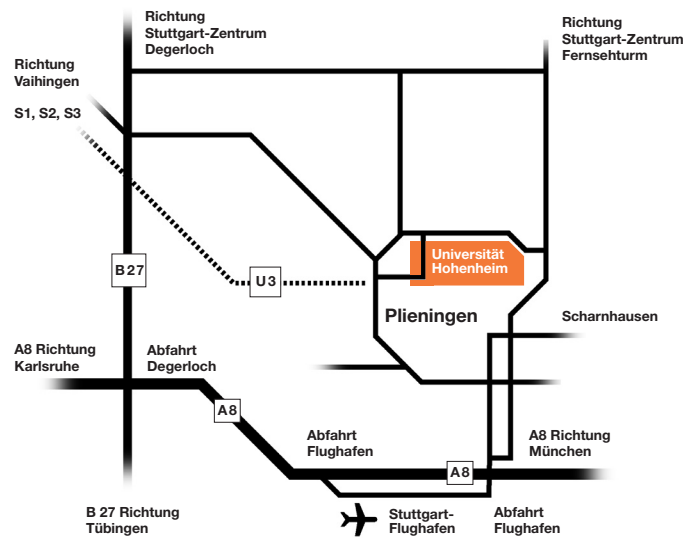 Richtung
Stuttgart-Zentrum
Degerloch
Richtung
Stuttgart-Zentrum
Fernsehturm
Richtung
Vaihingen
S1, S2, S3
Universität
Hohenheim
B 27
U 3
Plieningen
Scharnhausen
A8 Richtung
Karlsruhe
Abfahrt
Degerloch
A8
Abfahrt
Flughafen
A8
A8 Richtung
München
B 27 Richtung
Tübingen
Stuttgart-
Flughafen
Abfahrt
Flughafen